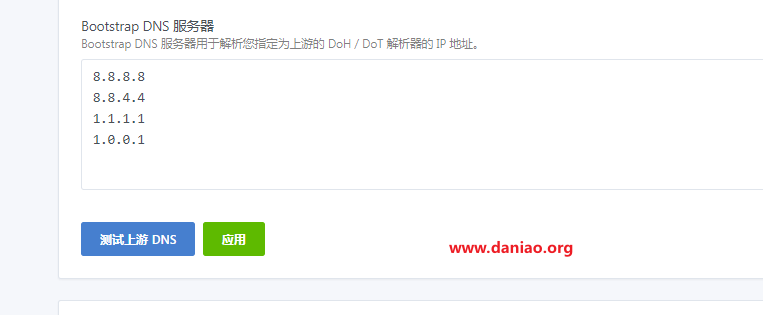 Bootstrap DNS 服务器
Bootstrap DNS 服务器用于解析您指定为上游的 DoH / DoT 解析器的 IP 地址。
8.8.8.8
8.8.4.4
1.1.1.1
1.0.0.1
测试上游 DNS 应用
www.daniao.org